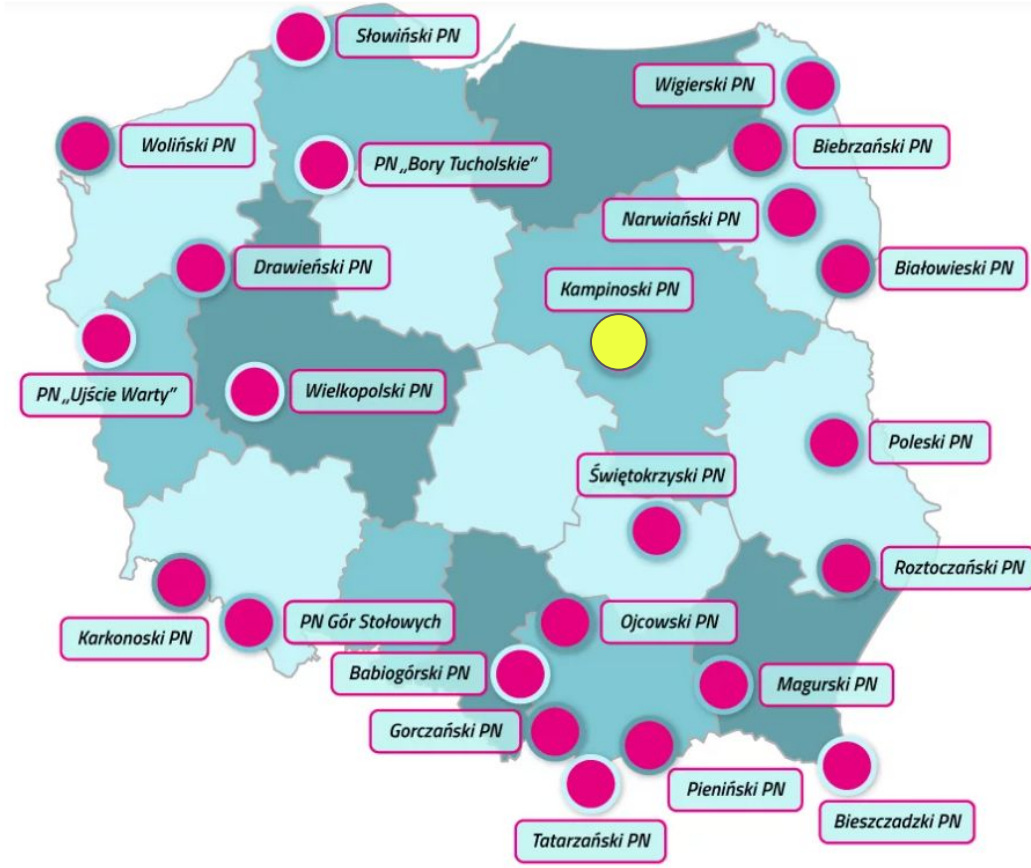 Słowiński PN
Wigierski PN
Woliński PN
Biebrzański PN
PN „Bory Tucholskie”
Narwiański PN
Drawieński PN
Białowieski PN
Kampinoski PN
PN „Ujście Warty”
Wielkopolski PN
Poleski PN
Świętokrzyski PN
Roztoczański PN
Karkonoski PN
PN Gór Stołowych
Ojcowski PN
Babiogórski PN
Magurski PN
Gorczański PN
Pieniński PN
Bieszczadzki PN
Tatarzański PN